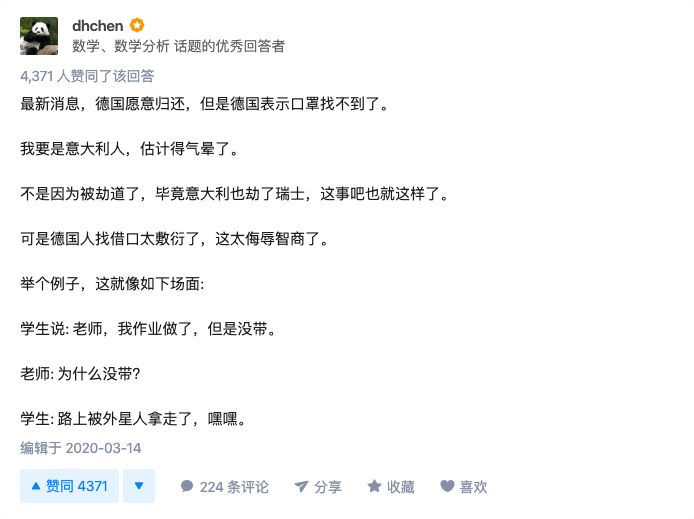 dhchen
数学、数学分析 话题的优秀回答者
4,371 人赞同了该回答
最新消息，德国愿意归还，但是德国表示口罩找不到了。
我要是意大利人，估计得气晕了。
不是因为被劫道了，毕竟意大利也劫了瑞士，这事吧也就这样了。
可是德国人找借口太敷衍了，这太侮辱智商了。
举个例子，这就像如下场面:
学生说: 老师，我作业做了，但是没带。
老师: 为什么没带?
学生: 路上被外星人拿走了，嘿嘿。
编辑于 2020-03-14
赞同 4371 224 条评论 分享 收藏 喜欢